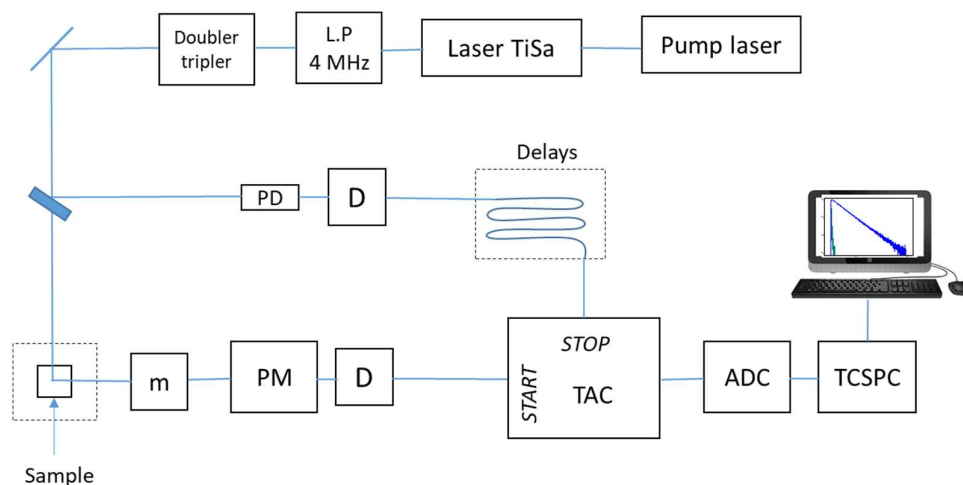 Doubler
tripler
L.P
4 MHz
Laser TiSa
Pump laser
Delays
PD
D
STOP
START
TAC
m
PM
D
ADC
TCSPC
Sample